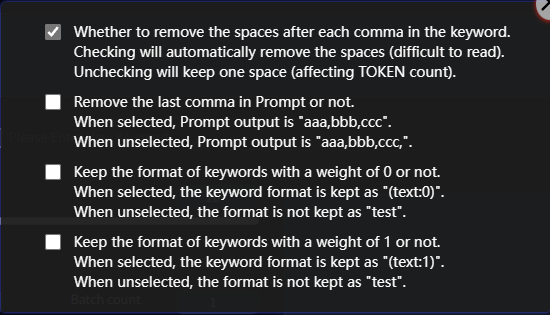 Whether to remove the spaces after each comma in the keyword.
Checking will automatically remove the spaces (difficult to read).
Unchecking will keep one space (affecting TOKEN count).
Remove the last comma in Prompt or not.
When selected, Prompt output is "aaa,bbb,ccc".
When unselected, Prompt output is "aaa,bbb,ccc,".
Keep the format of keywords with a weight of 0 or not.
When selected, the keyword format is kept as "(text:0)".
When unselected, the format is not kept as "test".
Keep the format of keywords with a weight of 1 or not.
When selected, the keyword format is kept as "(text:1)".
When unselected, the format is not kept as "test".
Batch count 1